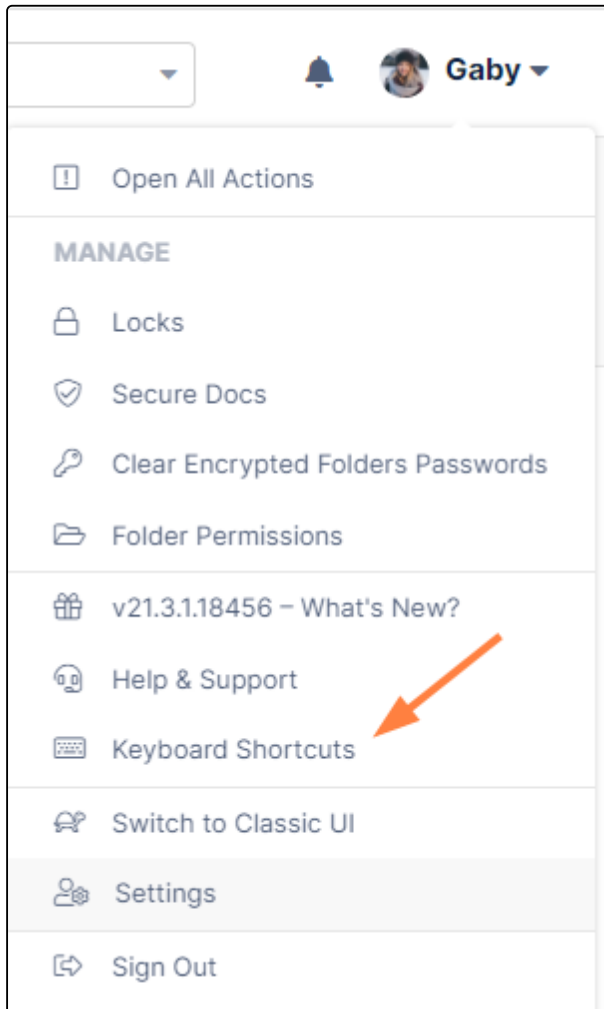 Gaby
Open All Actions
MANAGE
Locks
Secure Docs
Clear Encrypted Folders Passwords
Folder Permissions
v21.3.1.18456 – What's New?
Help & Support
Keyboard Shortcuts
Switch to Classic UI
Settings
Sign Out